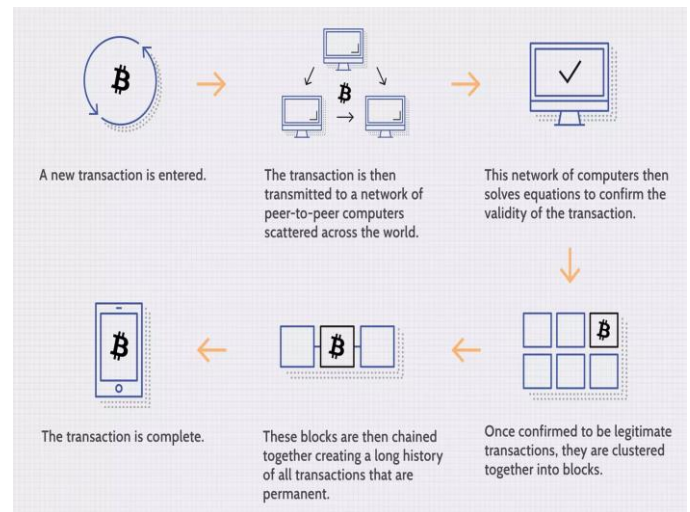 A new transaction is entered.
The transaction is then
transmitted to a network of
peer-to-peer computers
scattered across the world.
This network of computers then
solves equations to confirm the
validity of the transaction.
Once confirmed to be legitimate
transactions, they are clustered
together into blocks.
These blocks are then chained
together creating a long history
of all transactions that are
permanent.
The transaction is complete.